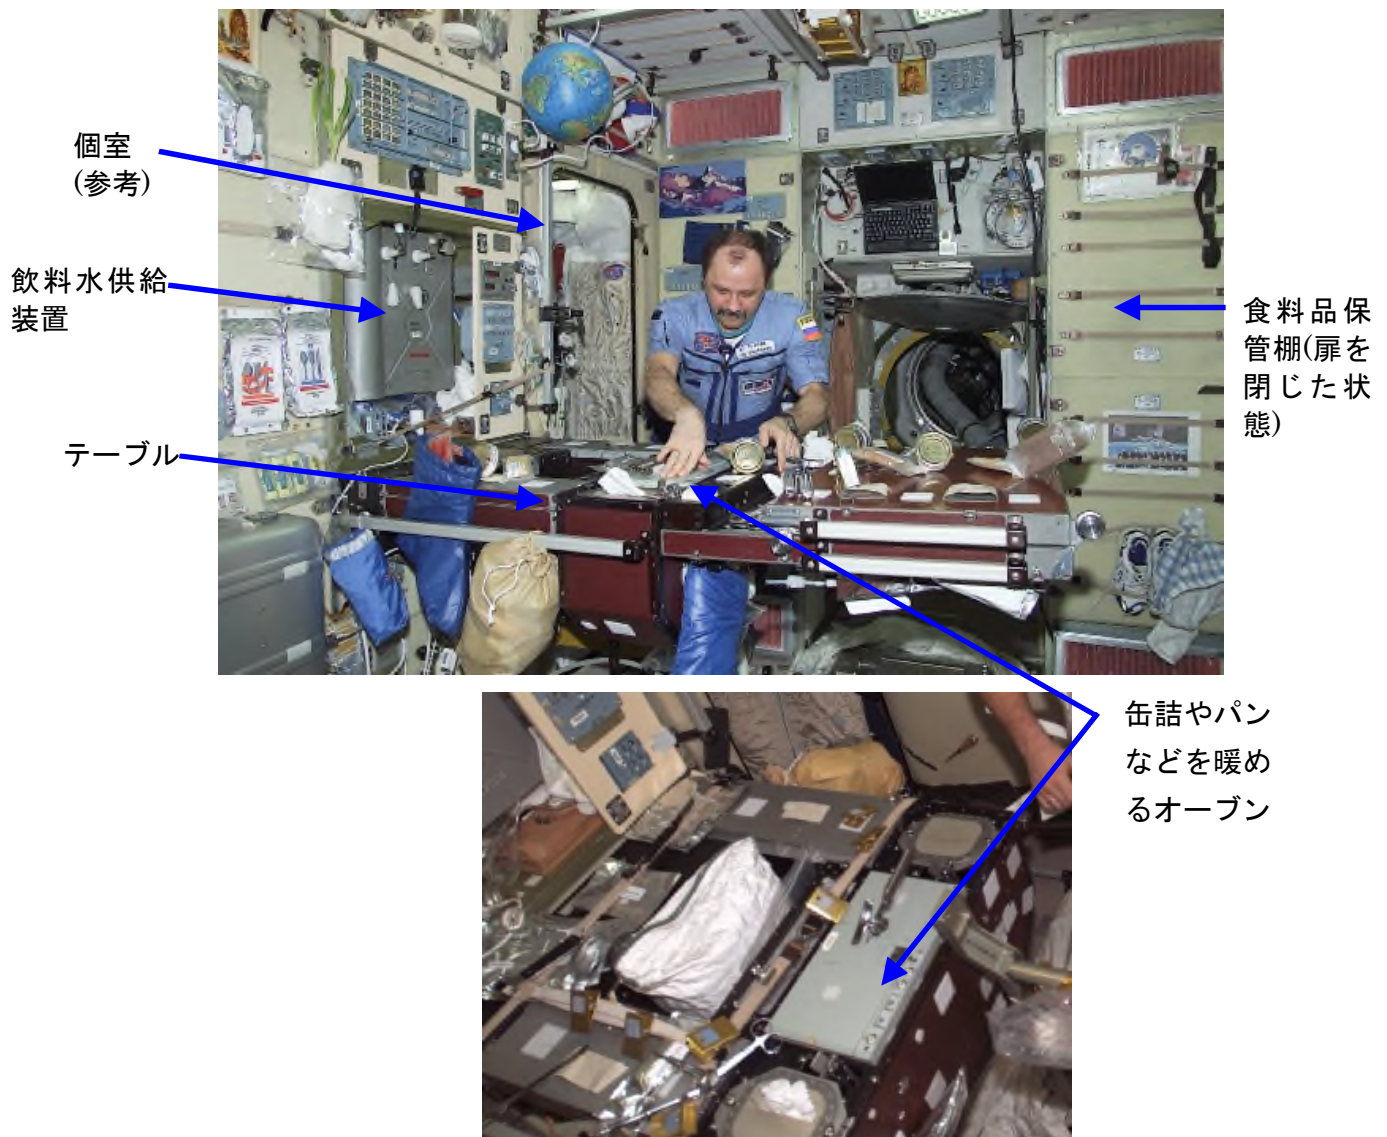 個室
(参考)
飲料水供給
装置
テーブル
食料品保
管棚(扉を
閉じた状
態)
缶詰やパン
などを暖め
るオーブン